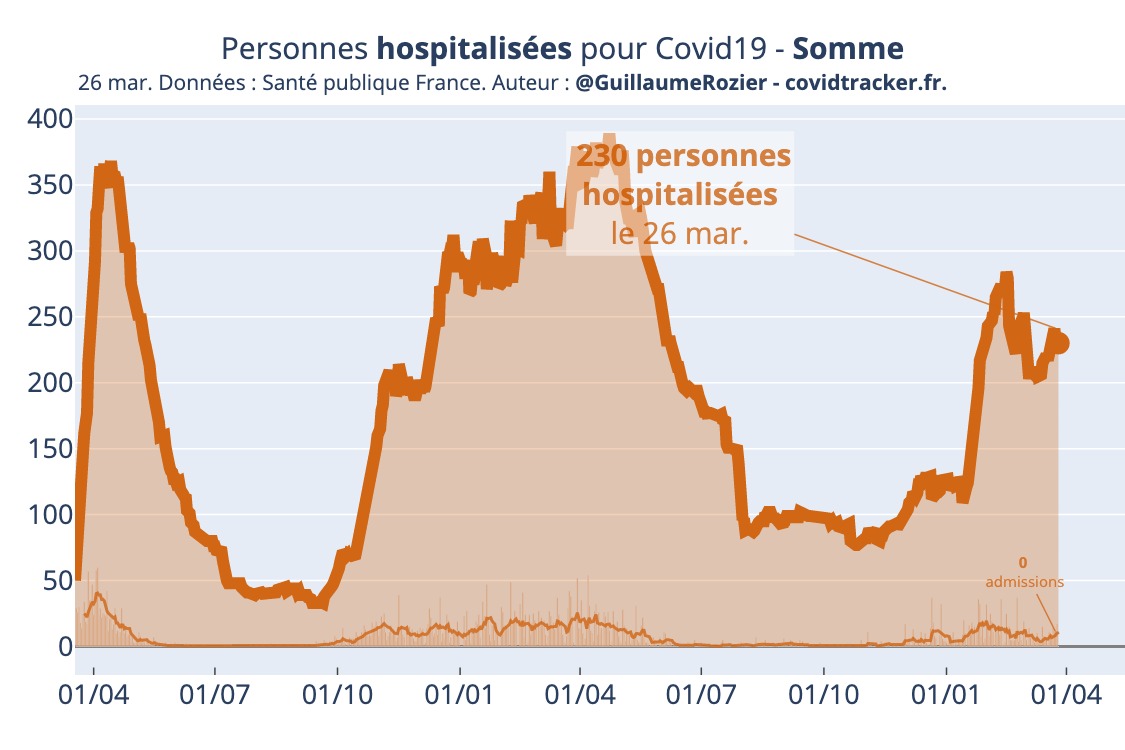 Personnes hospitalisées pour Covid19 - Somme
26 mar. Données : Santé publique France. Auteur : @GuillaumeRozier - covidtracker.fr.
400
350
300
250
200
150
100
50
0
230 personnes
hospitalisées
le 26 mar.
0
admissions
01/04 01/07 01/10 01/01 01/04 01/07 01/10 01/01 01/04